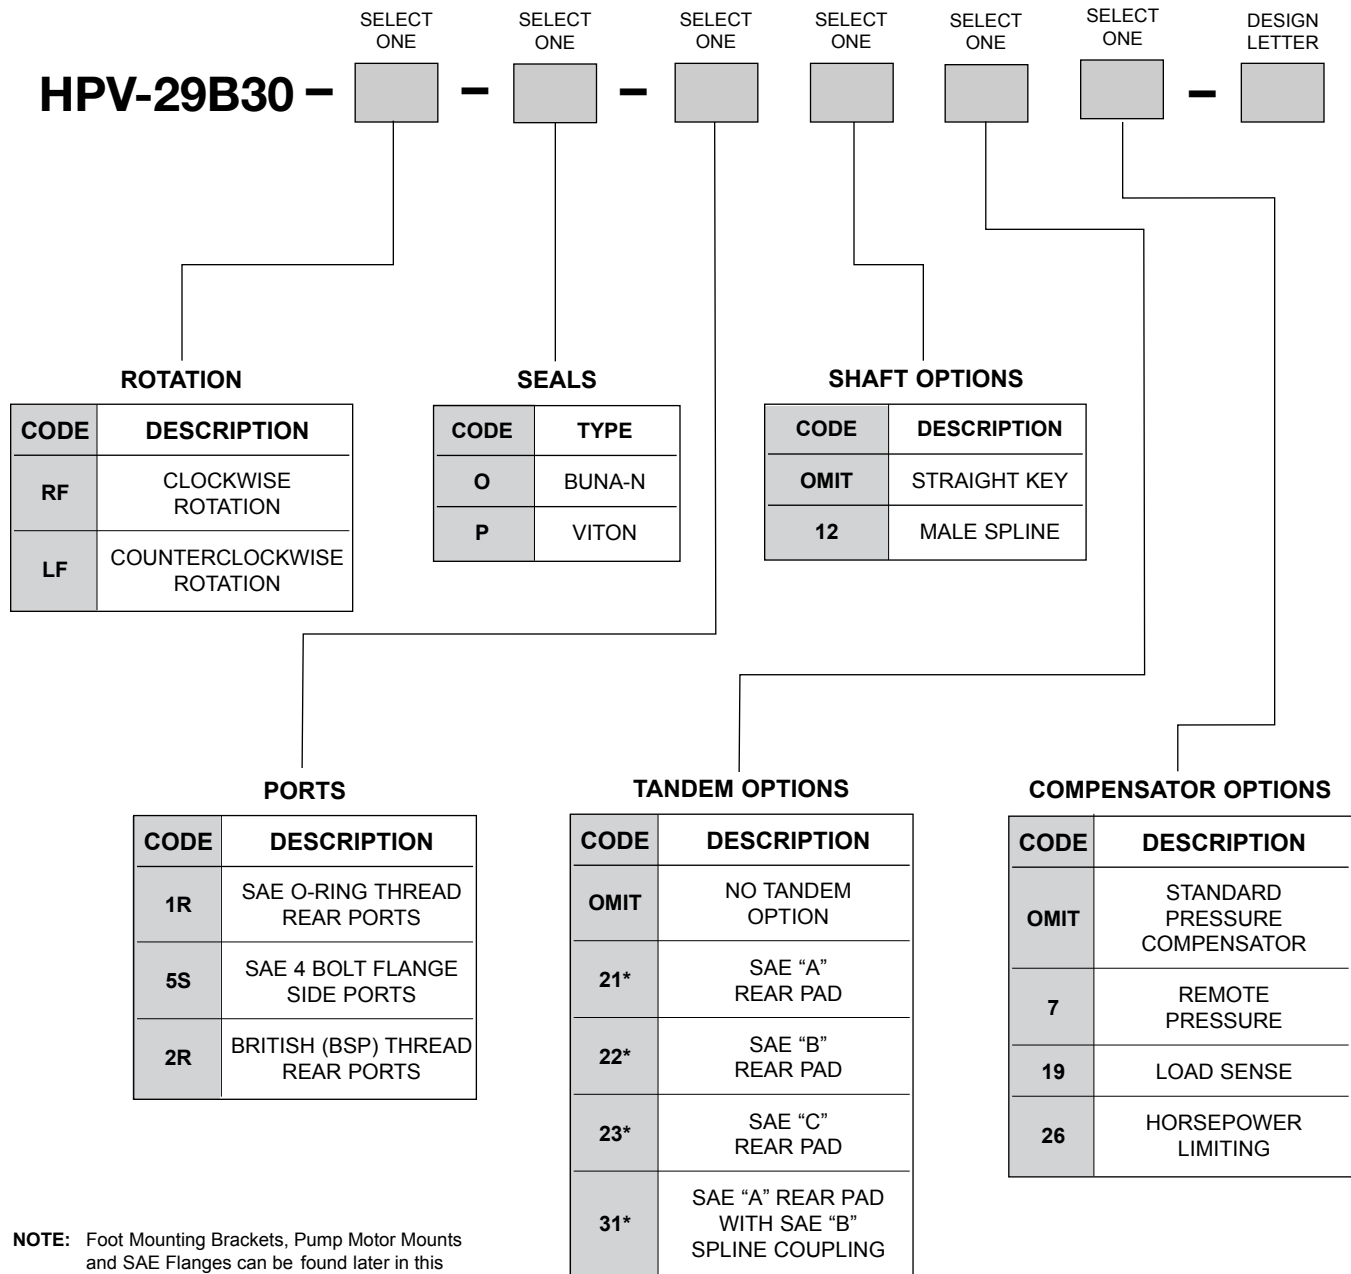 SELECT ONE
SELECT ONE
SELECT ONE
SELECT ONE
SELECT ONE
SELECT ONE
DESIGN LETTER
HPV-29B30 – – – –
ROTATION
CODE DESCRIPTION
RF CLOCKWISE ROTATION
LF COUNTERCLOCKWISE ROTATION
SEALS
CODE TYPE
O BUNA-N
P VITON
SHAFT OPTIONS
CODE DESCRIPTION
OMIT STRAIGHT KEY
12 MALE SPLINE
PORTS
CODE DESCRIPTION
1R SAE O-RING THREAD REAR PORTS
5S SAE 4 BOLT FLANGE SIDE PORTS
2R BRITISH (BSP) THREAD REAR PORTS
TANDEM OPTIONS
CODE DESCRIPTION
OMIT NO TANDEM OPTION
21* SAE “A” REAR PAD
22* SAE “B” REAR PAD
23* SAE “C” REAR PAD
31* SAE “A” REAR PAD WITH SAE “B” SPLINE COUPLING
COMPENSATOR OPTIONS
CODE DESCRIPTION
OMIT STANDARD PRESSURE COMPENSATOR
7 REMOTE PRESSURE
19 LOAD SENSE
26 HORSEPOWER LIMITING
NOTE: Foot Mounting Brackets, Pump Motor Mounts
and SAE Flanges can be found later in this